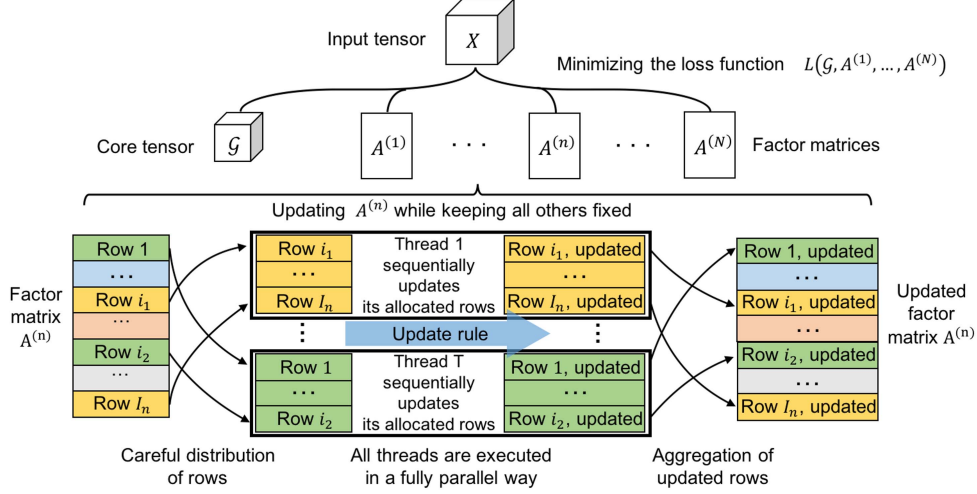 Input tensor
X
Minimizing the loss function L(𝒢, A^(1), …, A^(N))
Core tensor
𝒢
A^(1)
. . .
A^(n)
. . .
A^(N)
Factor matrices
Updating A^(n) while keeping all others fixed
Factor
matrix
A^(n)
Row 1
...
Row i_1
...
Row i_2
...
Row I_n
Row i_1
...
Row I_n
Thread 1
sequentially
updates
its allocated rows
Row i_1, updated
...
Row I_n, updated
⋮
Update rule
⋮
Row 1
...
Row i_2
Thread T
sequentially
updates
its allocated rows
Row 1, updated
...
Row i_2, updated
Row 1, updated
...
Row i_1, updated
...
Row i_2, updated
...
Row I_n, updated
Updated
factor
matrix A^(n)
Careful distribution
of rows
All threads are executed
in a fully parallel way
Aggregation of
updated rows